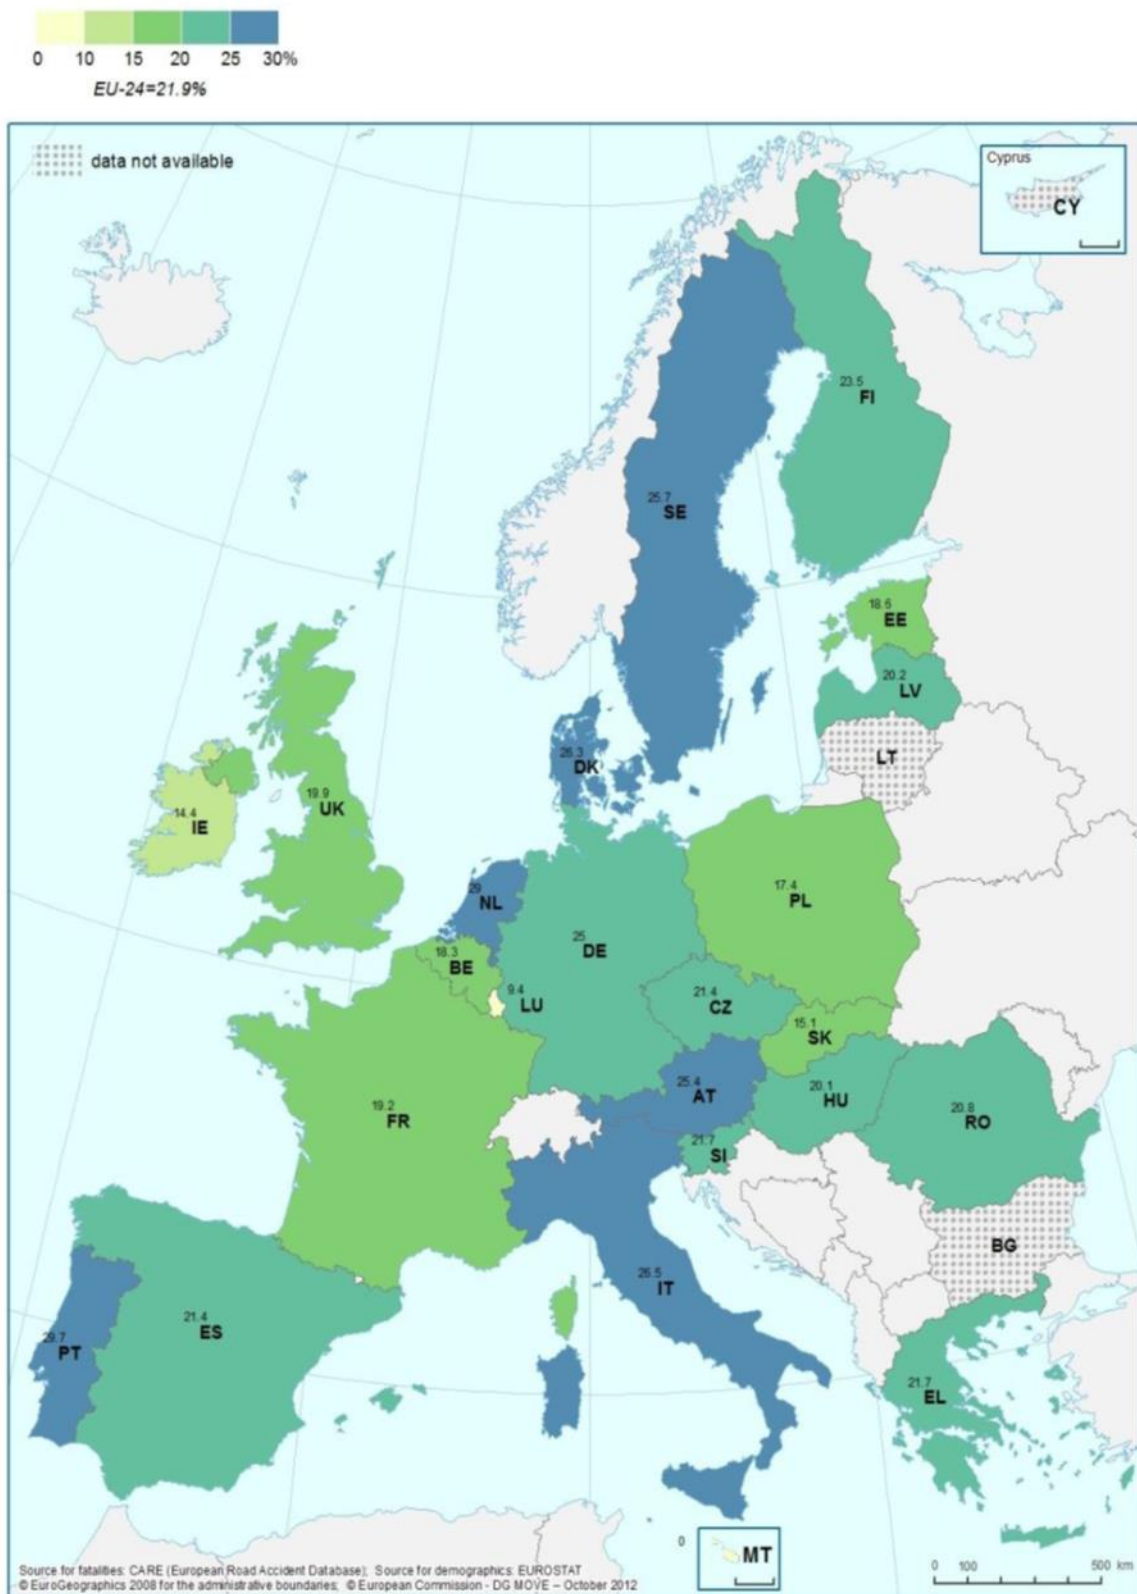 0 10 15 20 25 30%
EU-24=21.9%
data not available
Cyprus
CY
23.5
FI
25.7
SE
18.6
EE
20.2
LV
LT
26.3
DK
19.9
UK
14.4
IE
29
NL
17.4
PL
25
DE
18.3
BE
9.4
LU
21.4
CZ
15.1
SK
25.4
AT
20.1
HU
20.8
RO
19.2
FR
21.7
SI
BG
26.5
IT
21.4
ES
29.7
PT
21.7
EL
0
MT
0 100 500 km
Source for fatalities: CARE (European Road Accident Database); Source for demographics: EUROSTAT
© EuroGeographics 2008 for the administrative boundaries; © European Commission - DG MOVE – October 2012